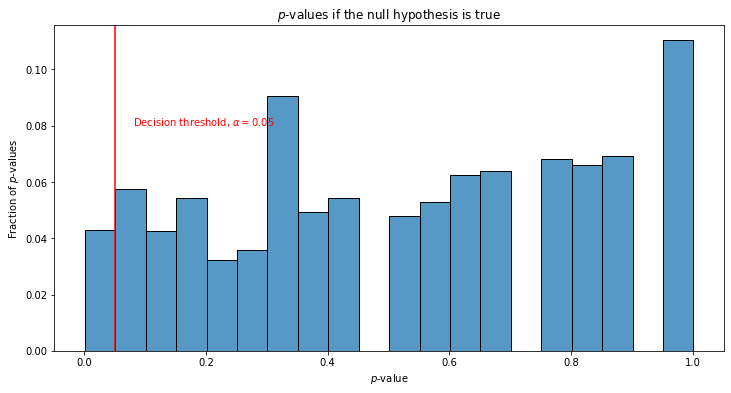 p-values if the null hypothesis is true
0.10
0.08
0.06
0.04
0.02
0.00
Fraction of p-values
Decision threshold, α = 0.05
0.0 0.2 0.4 0.6 0.8 1.0
p-value